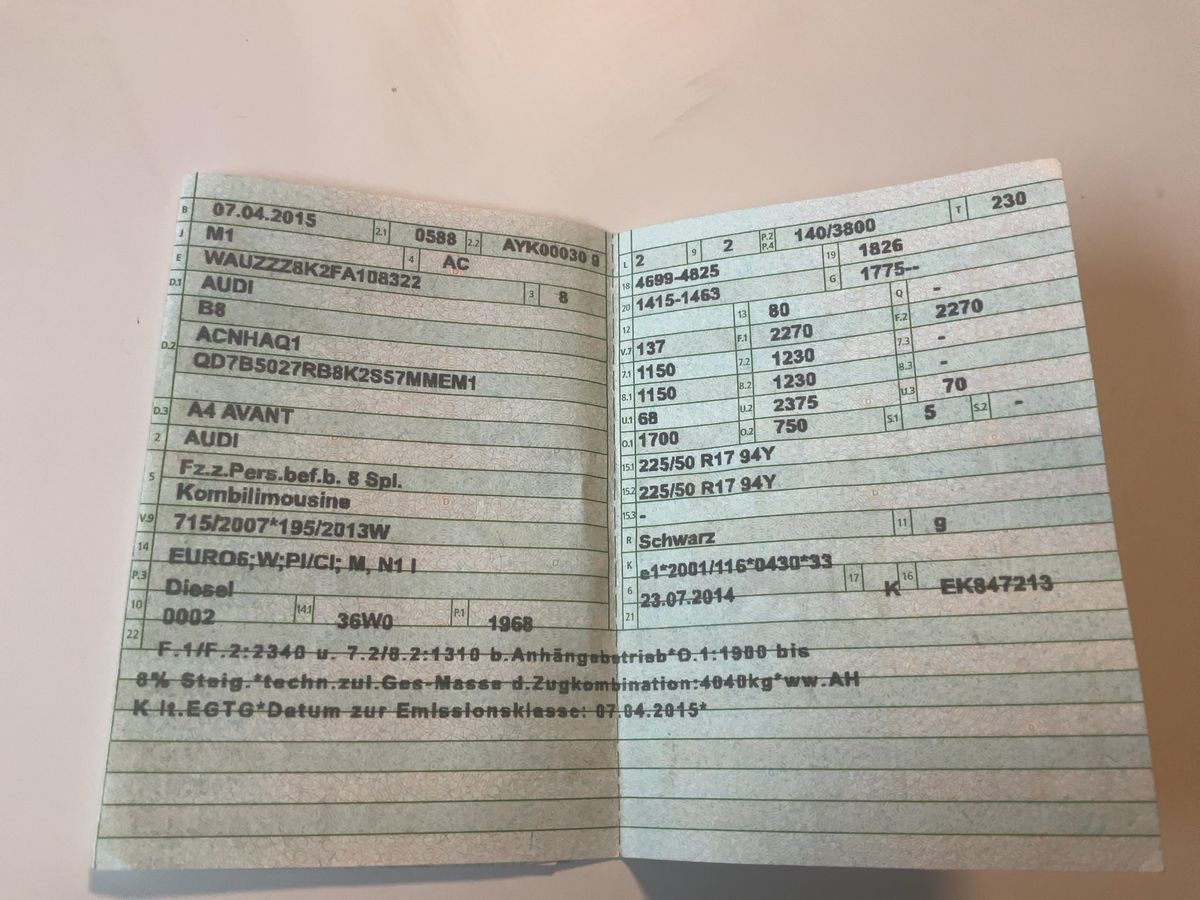 B 07.04.2015 2.1 0588 2.2 AYK00030 9
J M1 4 AC
E WAUZZZ8K2FA108322 3 8
D.1 AUDI
B8
D.2 ACNHAQ1
QD7B5027RB8K2S57MMEM1
D.3 A4 AVANT
2 AUDI
5 Fz.z.Pers.bef.b. 8 Spl.
Kombilimousine
V.9 715/2007*195/2013W
14 EURO6;W;PI/CI; M, N1 I
P.3 Diesel
10 0002 14.1 36W0 P.1 1968
L 2 9 2 P.2 P.4 140/3800 T 230
18 4699-4825 19 1826
20 1415-1463 G 1775--
12 13 80 Q -
V.7 137 F.1 2270 F.2 2270
7.1 1150 7.2 1230 7.3 -
8.1 1150 8.2 1230 8.3 -
U.1 68 U.2 2375 U.3 70
O.1 1700 O.2 750 S.1 5 S.2 -
15.1 225/50 R17 94Y
15.2 225/50 R17 94Y
15.3 -
R Schwarz 11 9
K e1*2001/116*0430*33
6 23.07.2014 17 K 16 EK847213
21
22 F.1/F.2:2340 u. 7.2/8.2:1310 b.Anhängebetrieb*O.1:1900 bis
8% Steig.*techn.zul.Ges-Masse d.Zugkombination:4040kg*ww.AH
K lt.EGTG*Datum zur Emissionsklasse: 07.04.2015*